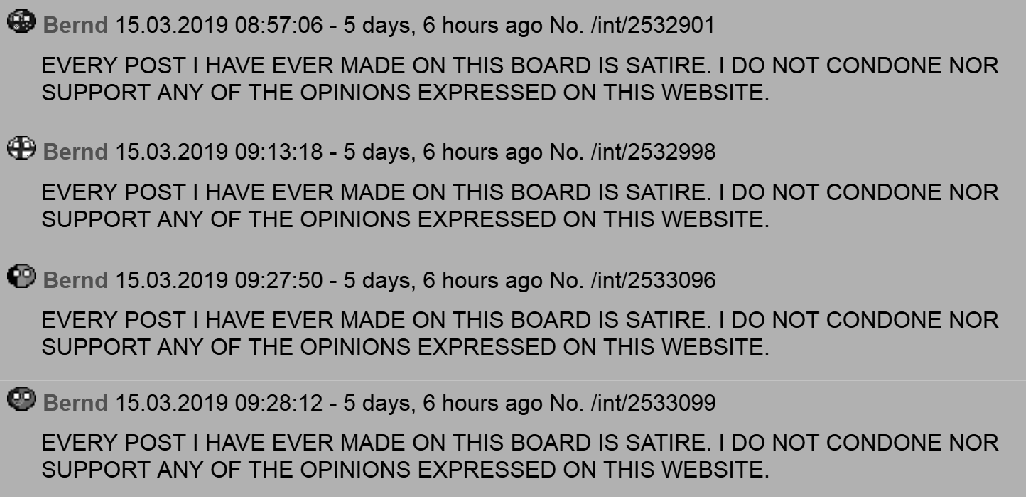 Bernd 15.03.2019 08:57:06 - 5 days, 6 hours ago No. /int/2532901
EVERY POST I HAVE EVER MADE ON THIS BOARD IS SATIRE. I DO NOT CONDONE NOR
SUPPORT ANY OF THE OPINIONS EXPRESSED ON THIS WEBSITE.
Bernd 15.03.2019 09:13:18 - 5 days, 6 hours ago No. /int/2532998
EVERY POST I HAVE EVER MADE ON THIS BOARD IS SATIRE. I DO NOT CONDONE NOR
SUPPORT ANY OF THE OPINIONS EXPRESSED ON THIS WEBSITE.
Bernd 15.03.2019 09:27:50 - 5 days, 6 hours ago No. /int/2533096
EVERY POST I HAVE EVER MADE ON THIS BOARD IS SATIRE. I DO NOT CONDONE NOR
SUPPORT ANY OF THE OPINIONS EXPRESSED ON THIS WEBSITE.
Bernd 15.03.2019 09:28:12 - 5 days, 6 hours ago No. /int/2533099
EVERY POST I HAVE EVER MADE ON THIS BOARD IS SATIRE. I DO NOT CONDONE NOR
SUPPORT ANY OF THE OPINIONS EXPRESSED ON THIS WEBSITE.